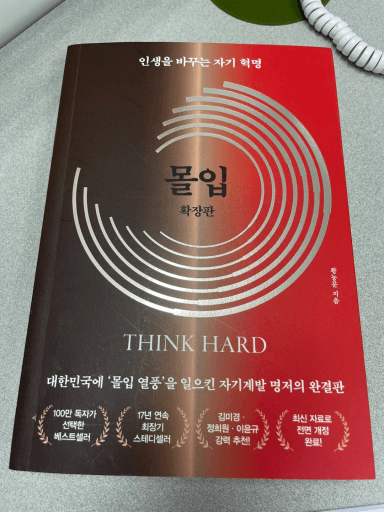 인생을 바꾸는 자기 혁명
몰입
확장판
황농문 지음
THINK HARD
대한민국에 '몰입 열풍'을 일으킨 자기계발 명저의 완결판
100만 독자가
선택한
베스트셀러
17년 연속
최장기
스테디셀러
김미경·
정희원·이윤규
강력 추천!
최신 자료로
전면 개정
완료!